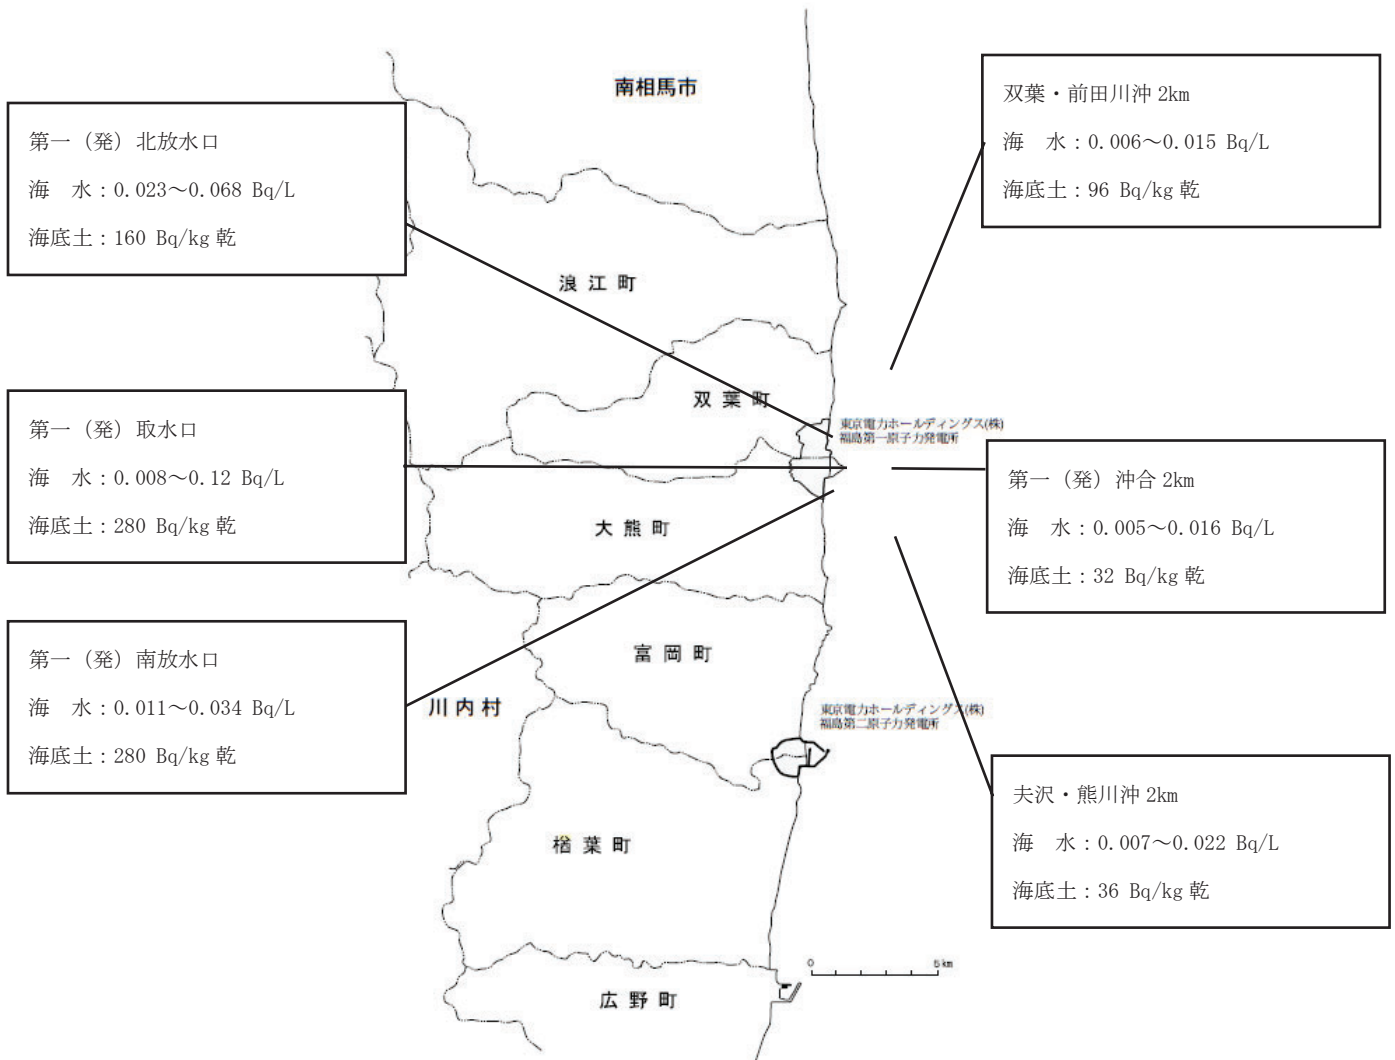 南相馬市
第一（発）北放水口
海　水：0.023～0.068 Bq/L
海底土：160 Bq/kg 乾
双葉・前田川沖 2km
海　水：0.006～0.015 Bq/L
海底土：96 Bq/kg 乾
浪江町
双葉町
東京電力ホールディングス(株)
福島第一原子力発電所
第一（発）取水口
海　水：0.008～0.12 Bq/L
海底土：280 Bq/kg 乾
第一（発）沖合 2km
海　水：0.005～0.016 Bq/L
海底土：32 Bq/kg 乾
大熊町
富岡町
第一（発）南放水口
海　水：0.011～0.034 Bq/L
海底土：280 Bq/kg 乾
川内村
東京電力ホールディングス(株)
福島第二原子力発電所
夫沢・熊川沖 2km
海　水：0.007～0.022 Bq/L
海底土：36 Bq/kg 乾
楢葉町
0 5km
広野町